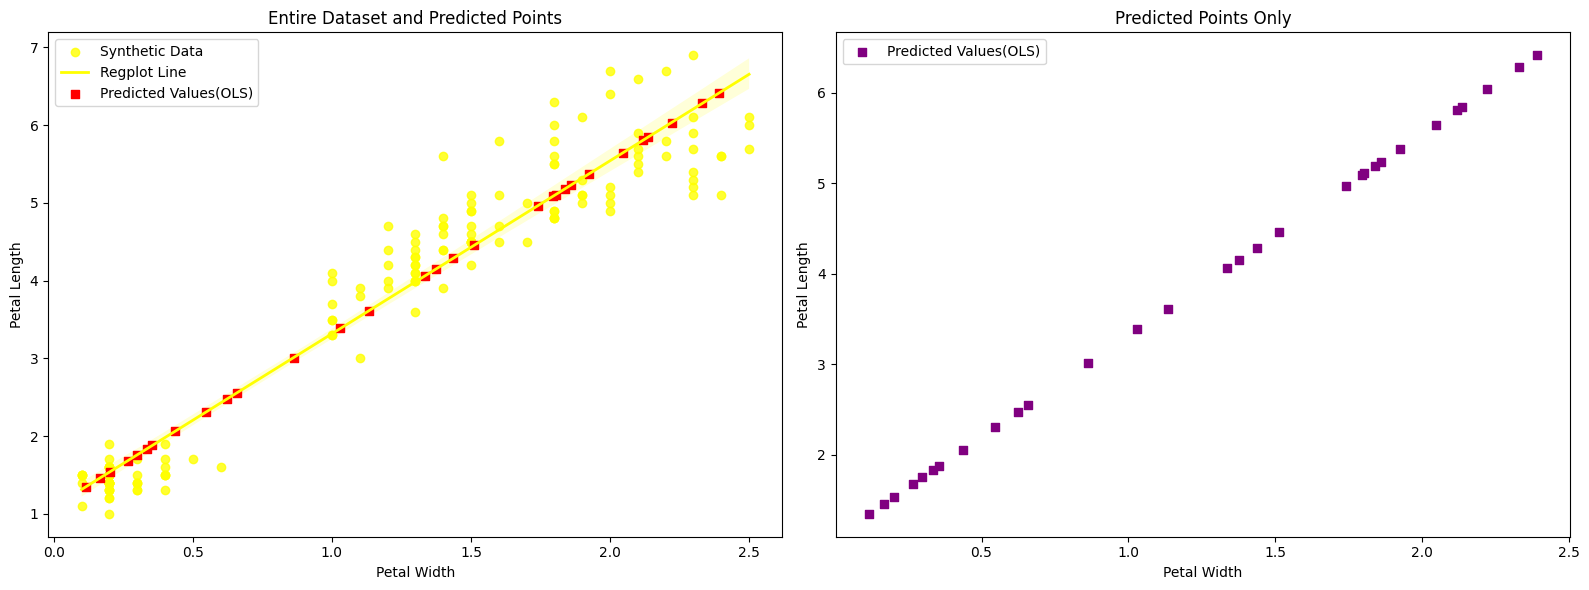 Entire Dataset and Predicted Points
Synthetic Data
Regplot Line
Predicted Values(OLS)
7
6
5
4
3
2
1
Petal Length
0.0
0.5
1.0
1.5
2.0
2.5
Petal Width
Predicted Points Only
Predicted Values(OLS)
6
5
4
3
2
Petal Length
0.5
1.0
1.5
2.0
2.5
Petal Width